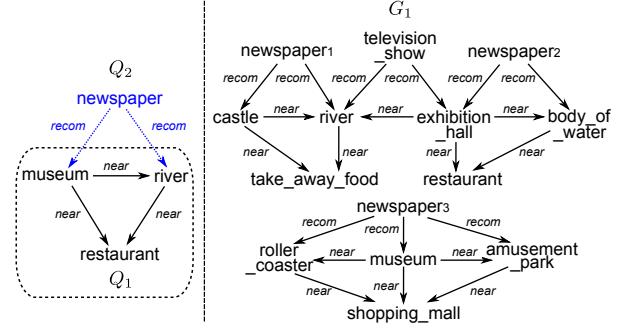 Q2
newspaper
recom
recom
museum
near
river
near
near
restaurant
Q1
G1
newspaper1
television
_show
newspaper2
recom
recom
recom
recom
recom
recom
castle
near
river
near
exhibition
_hall
near
body_of
_water
near
near
near
near
take_away_food
restaurant
newspaper3
recom
recom
recom
roller
_coaster
near
museum
near
amusement
_park
near
near
near
shopping_mall